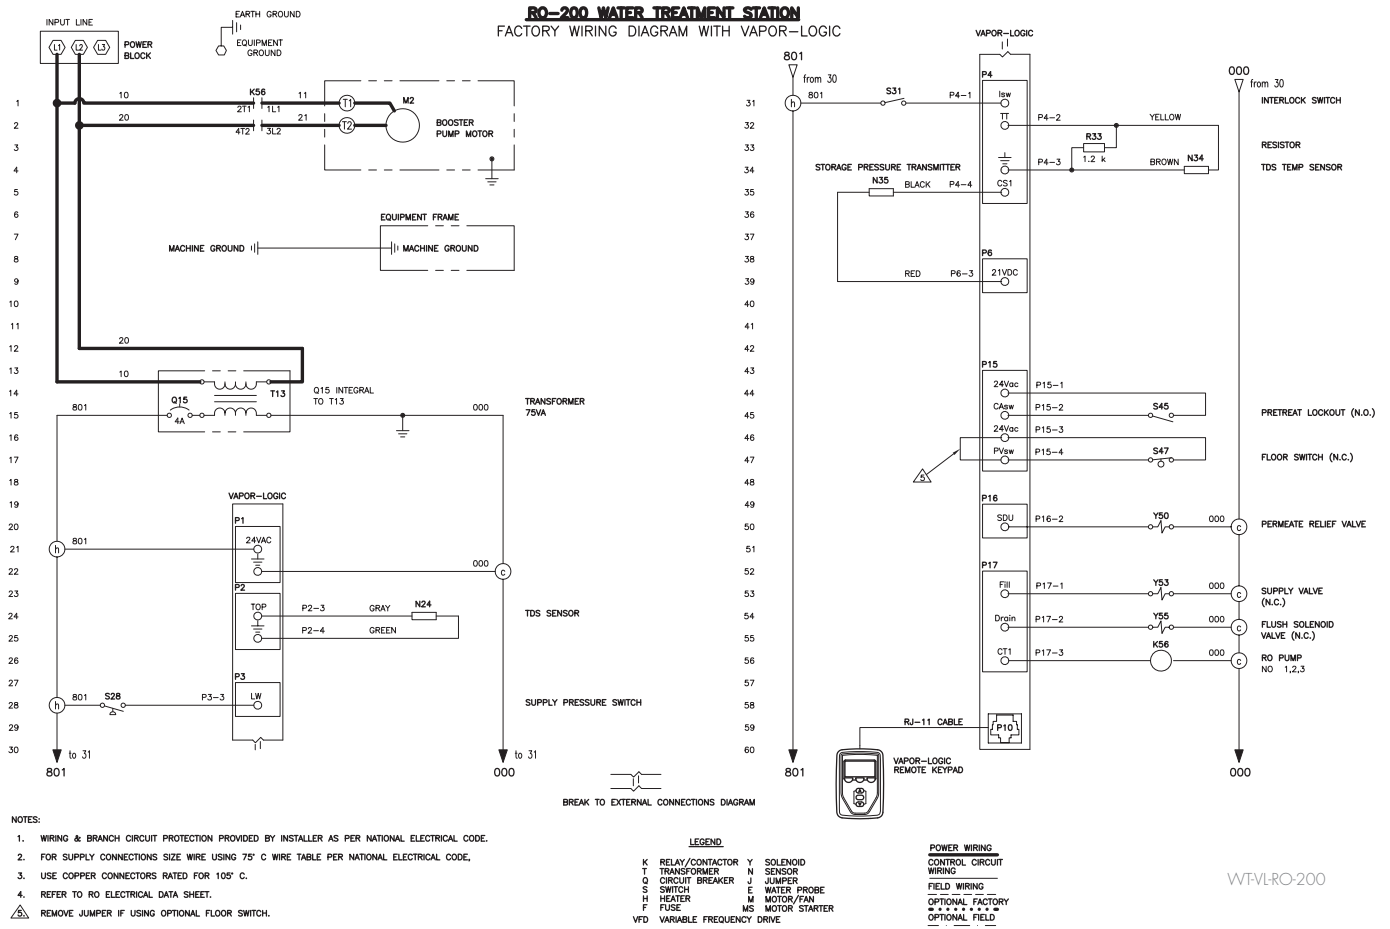 RO-200 WATER TREATMENT STATION
FACTORY WIRING DIAGRAM WITH VAPOR-LOGIC
INPUT LINE
L1 L2 L3
POWER
BLOCK
EARTH GROUND
EQUIPMENT
GROUND
1
2
3
4
5
6
7
8
9
10
11
12
13
14
15
16
17
18
19
20
21
22
23
24
25
26
27
28
29
30
10
K56
11
2T1 1L1
T1
M2
20
21
4T2 3L2
T2
BOOSTER
PUMP MOTOR
EQUIPMENT FRAME
MACHINE GROUND
MACHINE GROUND
20
10
T13
Q15 INTEGRAL
TO T13
Q15
4A
801
000
TRANSFORMER
75VA
VAPOR-LOGIC
P1
24VAC
h
801
000
c
P2
TOP
P2-3
GRAY
N24
TDS SENSOR
P2-4
GREEN
P3
LW
h
801
S28
P3-3
SUPPLY PRESSURE SWITCH
to 31
801
to 31
000
31
32
33
34
35
36
37
38
39
40
41
42
43
44
45
46
47
48
49
50
51
52
53
54
55
56
57
58
59
60
801
from 30
VAPOR-LOGIC
000
from 30
P4
h
801
S31
P4-1
Isw
INTERLOCK SWITCH
TT
P4-2
YELLOW
R33
1.2 k
RESISTOR
P4-3
BROWN
N34
TDS TEMP SENSOR
STORAGE PRESSURE TRANSMITTER
N35
BLACK
P4-4
CS1
P6
RED
P6-3
21VDC
P15
24Vac
P15-1
CAsw
P15-2
S45
PRETREAT LOCKOUT (N.O.)
24Vac
P15-3
PVsw
P15-4
S47
FLOOR SWITCH (N.C.)
5
P16
SDU
P16-2
Y50
000
c
PERMEATE RELIEF VALVE
P17
Fill
P17-1
Y53
000
c
SUPPLY VALVE
(N.C.)
Drain
P17-2
Y55
000
c
FLUSH SOLENOID
VALVE (N.C.)
CT1
P17-3
K56
000
c
RO PUMP
NO 1,2,3
RJ-11 CABLE
P10
VAPOR-LOGIC
REMOTE KEYPAD
801
000
BREAK TO EXTERNAL CONNECTIONS DIAGRAM
NOTES:
1. WIRING & BRANCH CIRCUIT PROTECTION PROVIDED BY INSTALLER AS PER NATIONAL ELECTRICAL CODE.
2. FOR SUPPLY CONNECTIONS SIZE WIRE USING 75° C WIRE TABLE PER NATIONAL ELECTRICAL CODE,
3. USE COPPER CONNECTORS RATED FOR 105° C.
4. REFER TO RO ELECTRICAL DATA SHEET.
5. REMOVE JUMPER IF USING OPTIONAL FLOOR SWITCH.
LEGEND
K RELAY/CONTACTOR Y SOLENOID
T TRANSFORMER N SENSOR
Q CIRCUIT BREAKER J JUMPER
S SWITCH E WATER PROBE
H HEATER M MOTOR/FAN
F FUSE MS MOTOR STARTER
VFD VARIABLE FREQUENCY DRIVE
POWER WIRING
CONTROL CIRCUIT
WIRING
FIELD WIRING
OPTIONAL FACTORY
OPTIONAL FIELD
WT-VL-RO-200